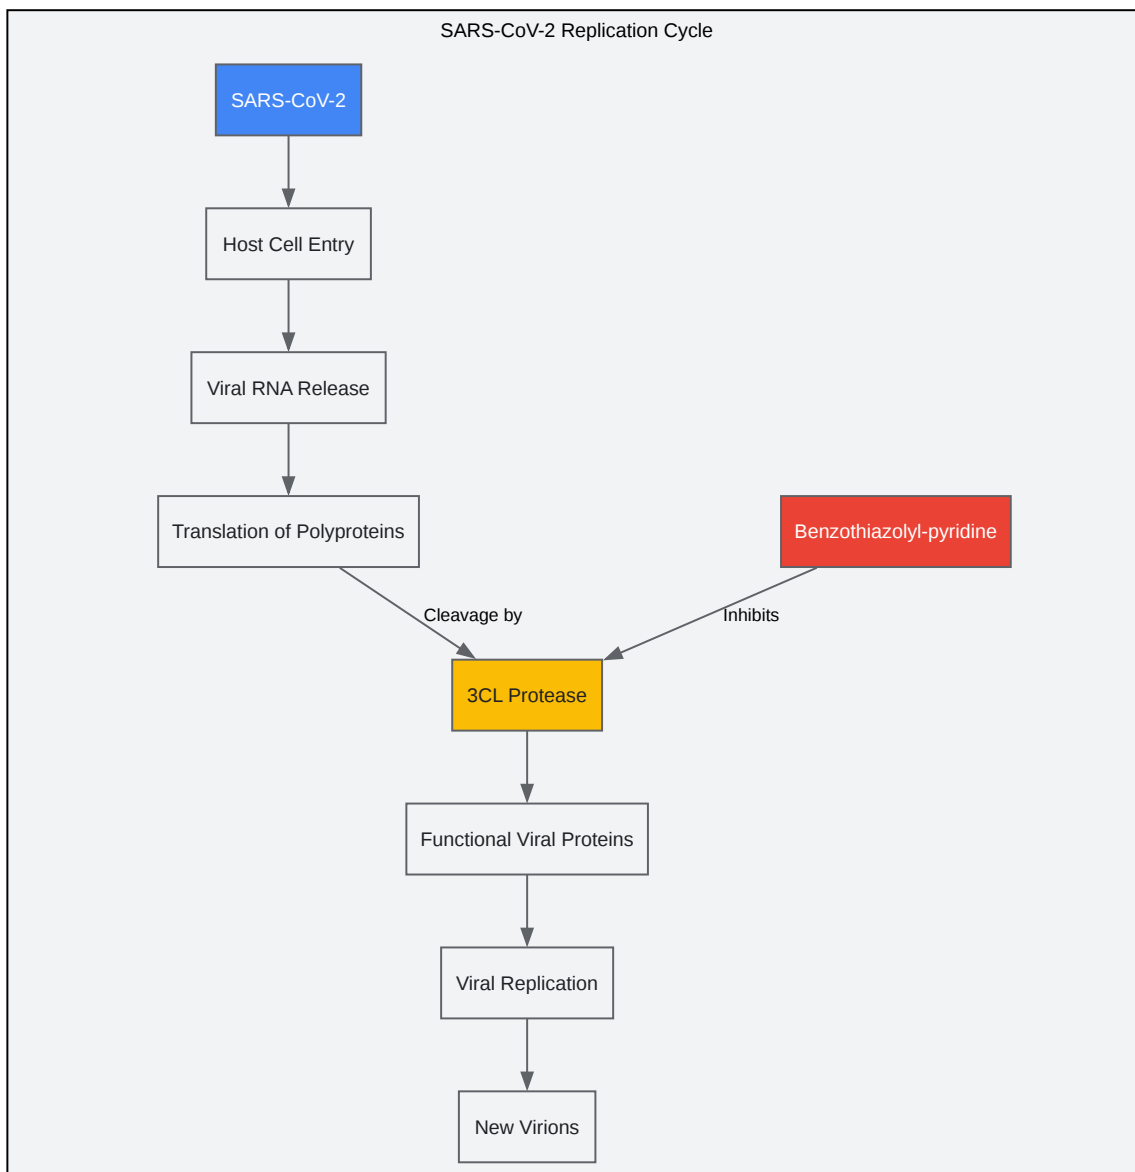 SARS-CoV-2 Replication Cycle
SARS-CoV-2
Host Cell Entry
Viral RNA Release
Translation of Polyproteins
Benzothiazolyl-pyridine
Cleavage by
Inhibits
3CL Protease
Functional Viral Proteins
Viral Replication
New Virions